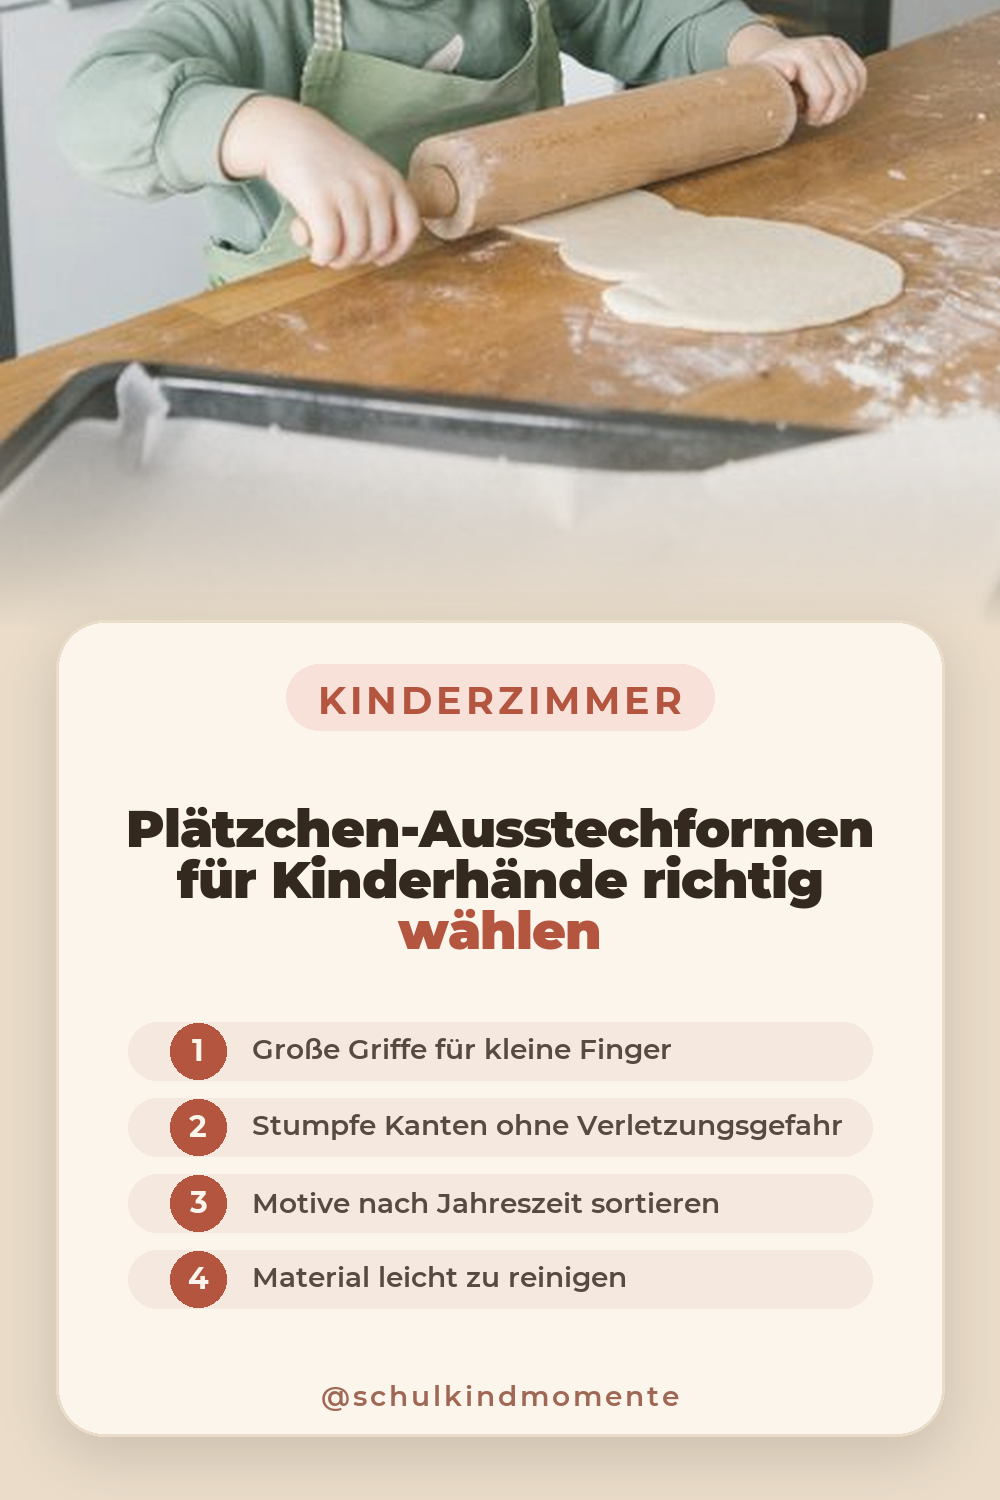 KINDERZIMMER
Plätzchen-Ausstechformen
für Kinderhände richtig
wählen
1 Große Griffe für kleine Finger
2 Stumpfe Kanten ohne Verletzungsgefahr
3 Motive nach Jahreszeit sortieren
4 Material leicht zu reinigen
@schulkindmomente